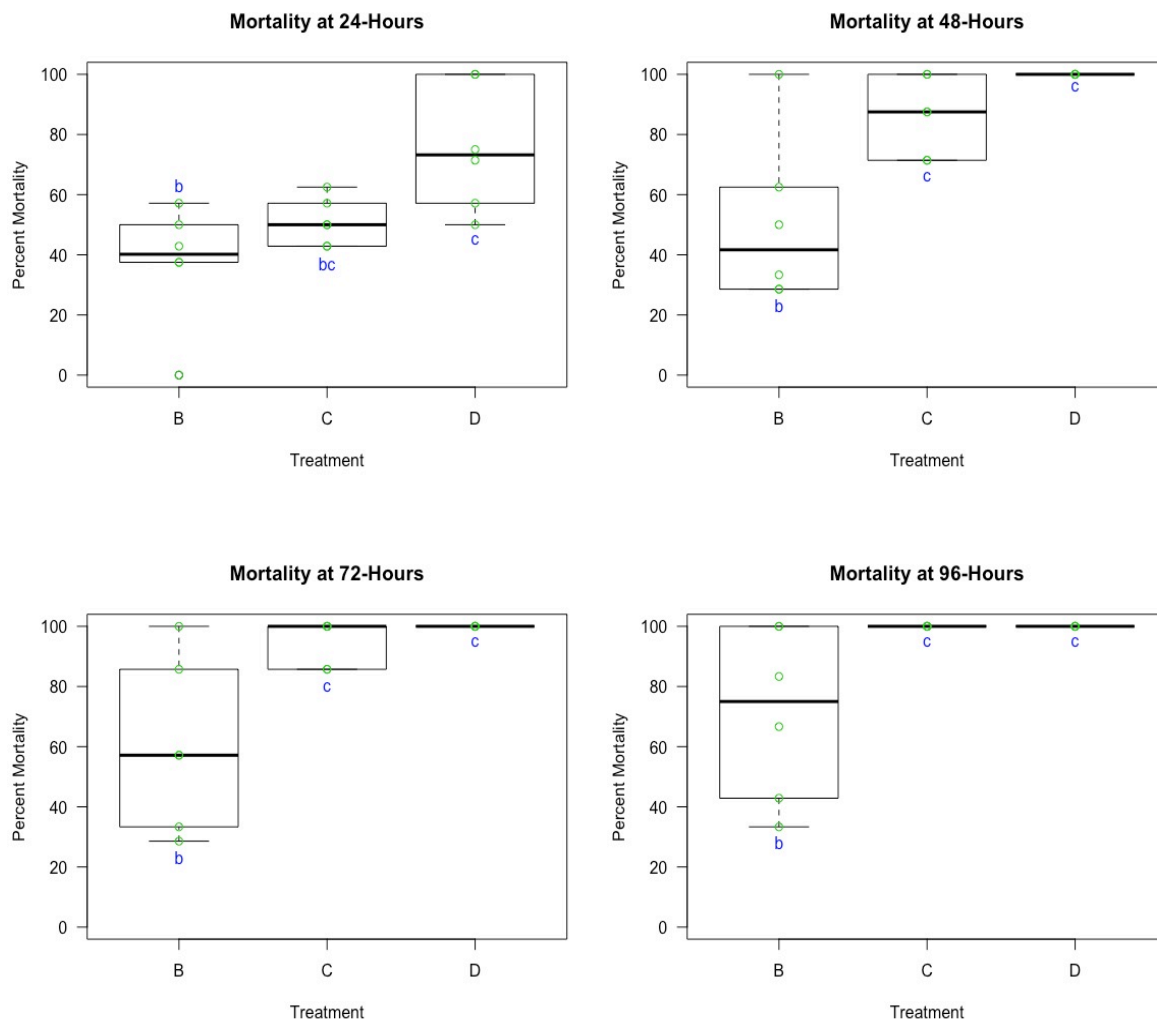 Mortality at 24-Hours
Percent Mortality
100
80
60
40
20
0
b
bc
c
B C D
Treatment
Mortality at 48-Hours
Percent Mortality
100
80
60
40
20
0
b
c
c
B C D
Treatment
Mortality at 72-Hours
Percent Mortality
100
80
60
40
20
0
b
c
c
B C D
Treatment
Mortality at 96-Hours
Percent Mortality
100
80
60
40
20
0
b
c
c
B C D
Treatment